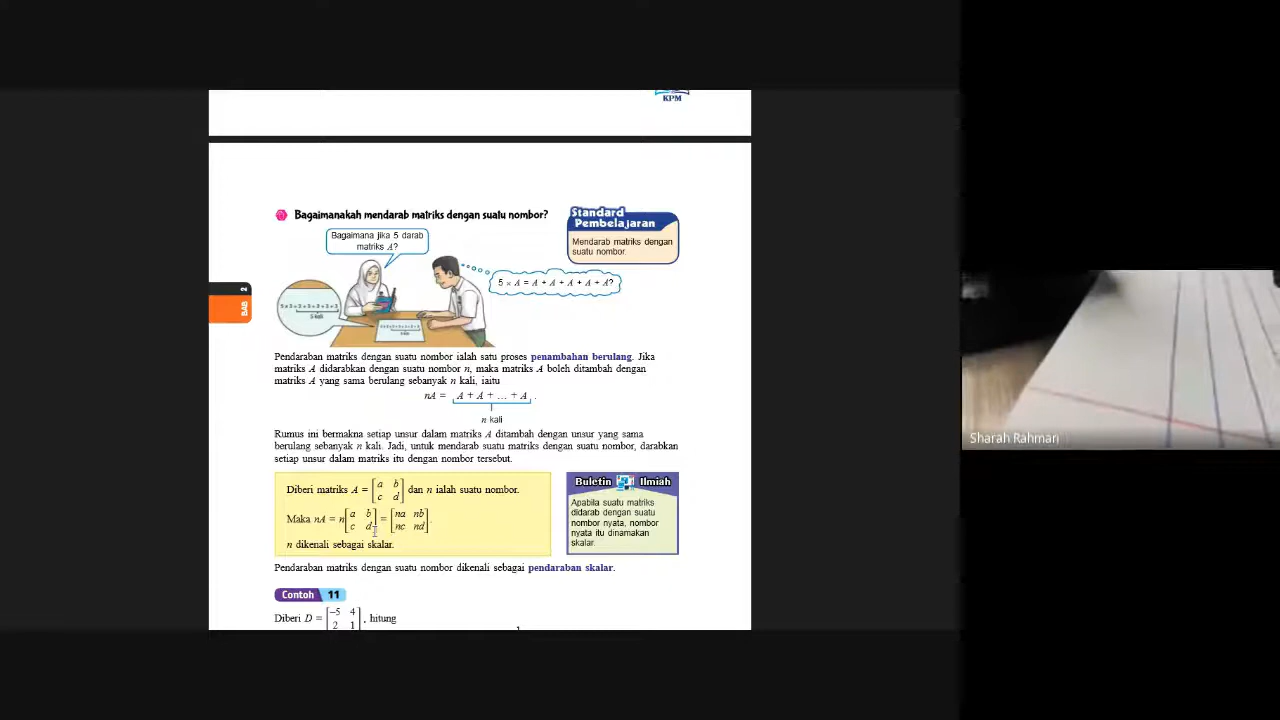 KPM
Bagaimanakah mendarab matriks dengan suatu nombor?
Standard
Pembelajaran
Mendarab matriks dengan
suatu nombor.
Bagaimana jika 5 darab
matriks A?
5 × A = A + A + A + A + A?
5 kali
BAB 2
Pendaraban matriks dengan suatu nombor ialah satu proses penambahan berulang. Jika
matriks A didarabkan dengan suatu nombor n, maka matriks A boleh ditambah dengan
matriks A yang sama berulang sebanyak n kali, iaitu
nA = A + A + ... + A .
n kali
Rumus ini bermakna setiap unsur dalam matriks A ditambah dengan unsur yang sama
berulang sebanyak n kali. Jadi, untuk mendarab suatu matriks dengan suatu nombor, darabkan
setiap unsur dalam matriks itu dengan nombor tersebut.
Diberi matriks A = [a b; c d] dan n ialah suatu nombor.
Maka nA = n[a b; c d] = [na nb; nc nd].
n dikenali sebagai skalar.
Buletin Ilmiah
Apabila suatu matriks
didarab dengan suatu
nombor nyata, nombor
nyata itu dinamakan
skalar.
Pendaraban matriks dengan suatu nombor dikenali sebagai pendaraban skalar.
Contoh 11
Diberi D = [−5 4; 2 1], hitung
Sharah Rahman